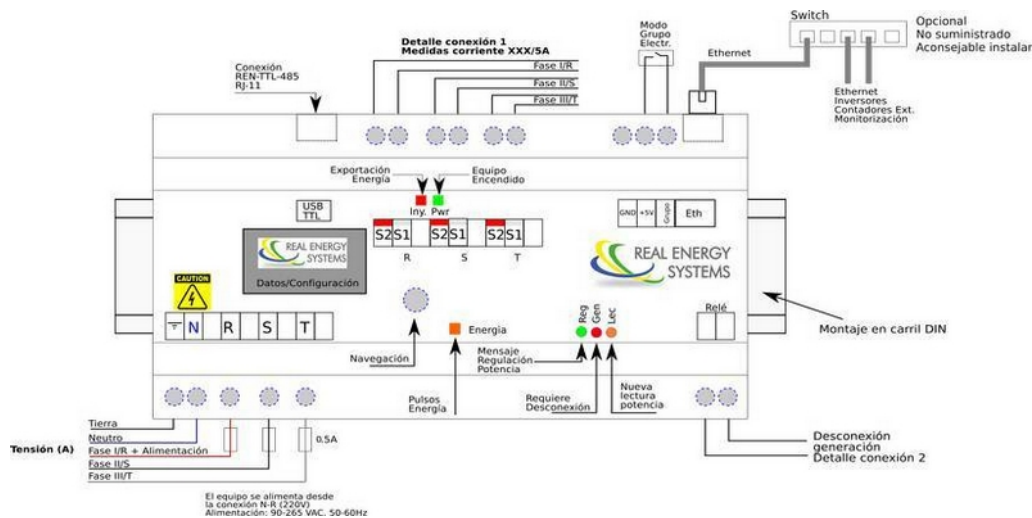 Switch
Opcional
No suministrado
Aconsejable instalar
Modo
Grupo
Electr.
Ethernet
Detalle conexión 1
Medidas corriente XXX/5A
Fase I/R
Fase II/S
Fase III/T
Conexión
REN-TTL-485
RJ-11
Ethernet
Inversores
Contadores Ext.
Monitorización
Exportación
Energía
Equipo
Encendido
Iny. Pwr
USB
TTL
S2 S1 S2 S1 S2 S1
R S T
GND +5V Grupo Eth
REAL ENERGY
SYSTEMS
Datos/Configuración
REAL ENERGY
SYSTEMS
CAUTION
N R S T
Energia
Reg Gen Lec
Relé
Montaje en carril DIN
Navegación
Mensaje
Regulación
Potencia
Pulsos
Energía
Requiere
Desconexión
Nueva
lectura
potencia
Tierra
Neutro
Tensión (A)
Fase I/R + Alimentación
Fase II/S
Fase III/T
0.5A
Desconexión
generación
Detalle conexión 2
El equipo se alimenta desde
la conexión N-R (220V)
Alimentación: 90-265 VAC, 50-60Hz